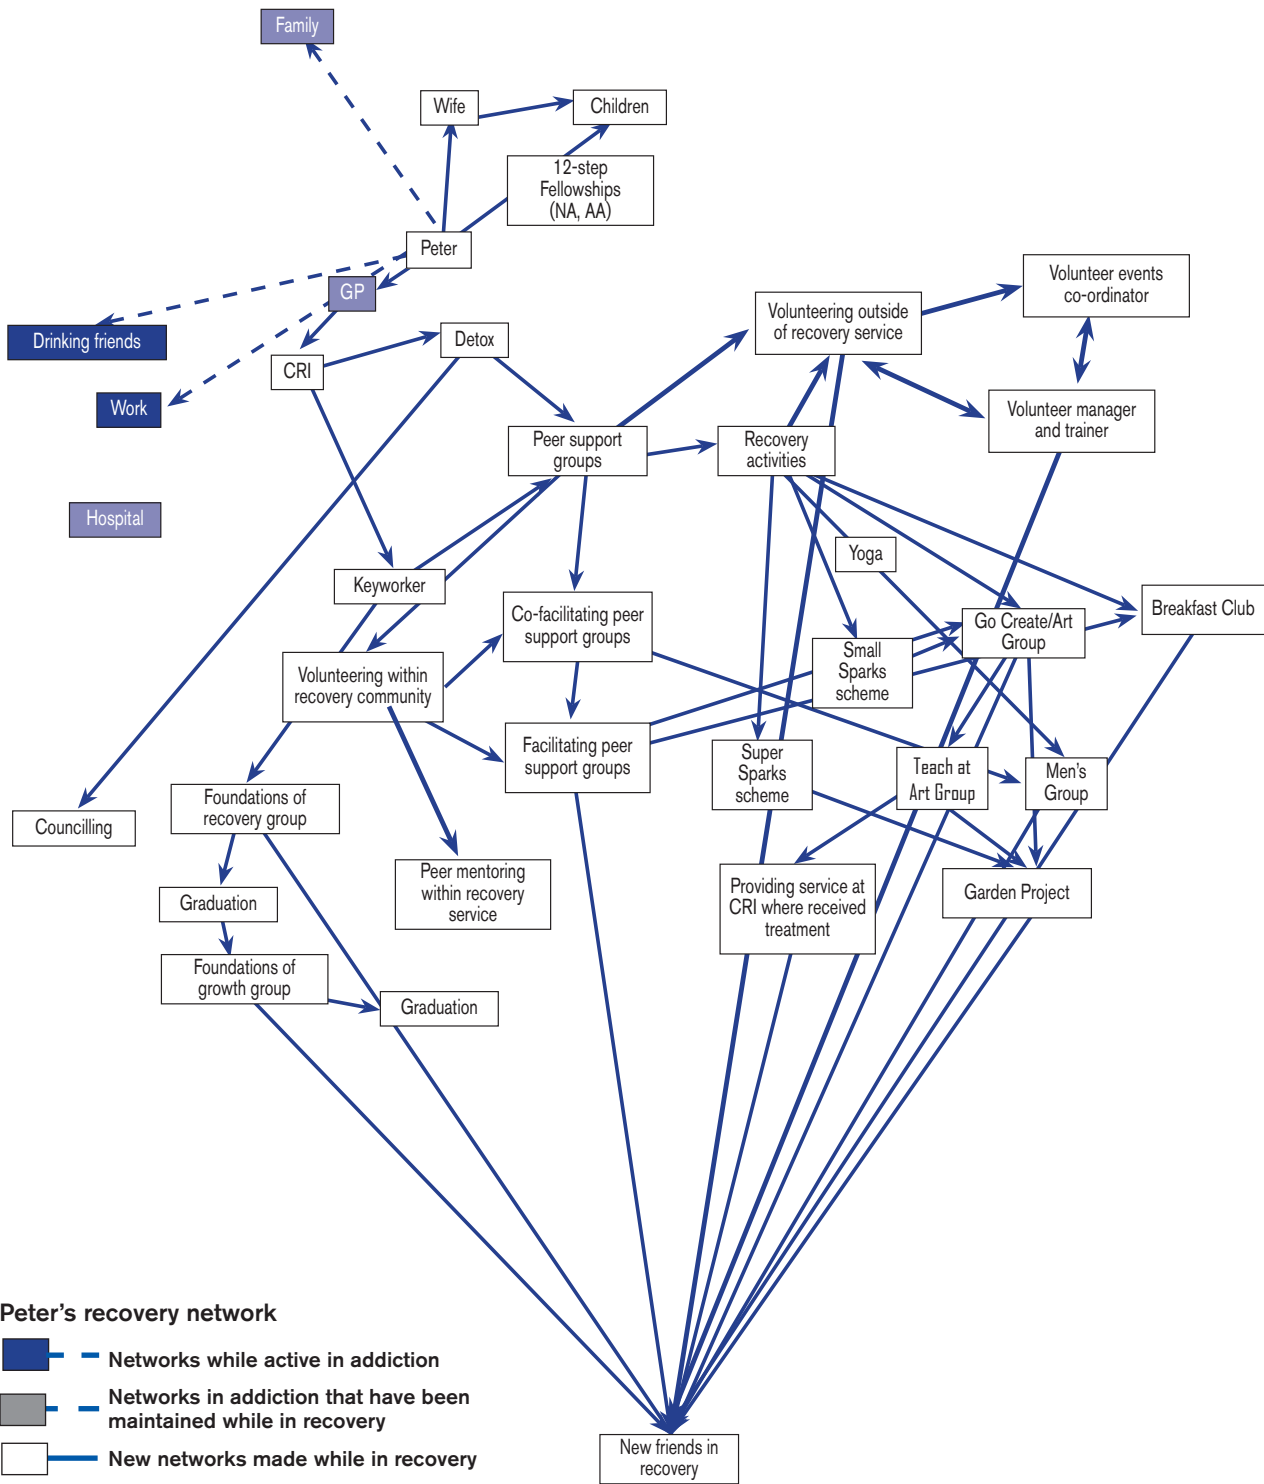 Family
Wife
Children
12-step
Fellowships
(NA, AA)
Peter
GP
Volunteer events
co-ordinator
Drinking friends
Volunteering outside
of recovery service
Detox
CRI
Work
Volunteer manager
and trainer
Peer support
groups
Recovery
activities
Hospital
Yoga
Keyworker
Breakfast Club
Co-facilitating peer
support groups
Go Create/Art
Group
Small
Sparks
scheme
Volunteering within
recovery community
Facilitating peer
support groups
Super
Sparks
scheme
Teach at
Art Group
Men's
Group
Foundations of
recovery group
Councilling
Peer mentoring
within recovery
service
Providing service at
CRI where received
treatment
Garden Project
Graduation
Foundations of
growth group
Graduation
Peter's recovery network
Networks while active in addiction
Networks in addiction that have been
maintained while in recovery
New networks made while in recovery
New friends in
recovery